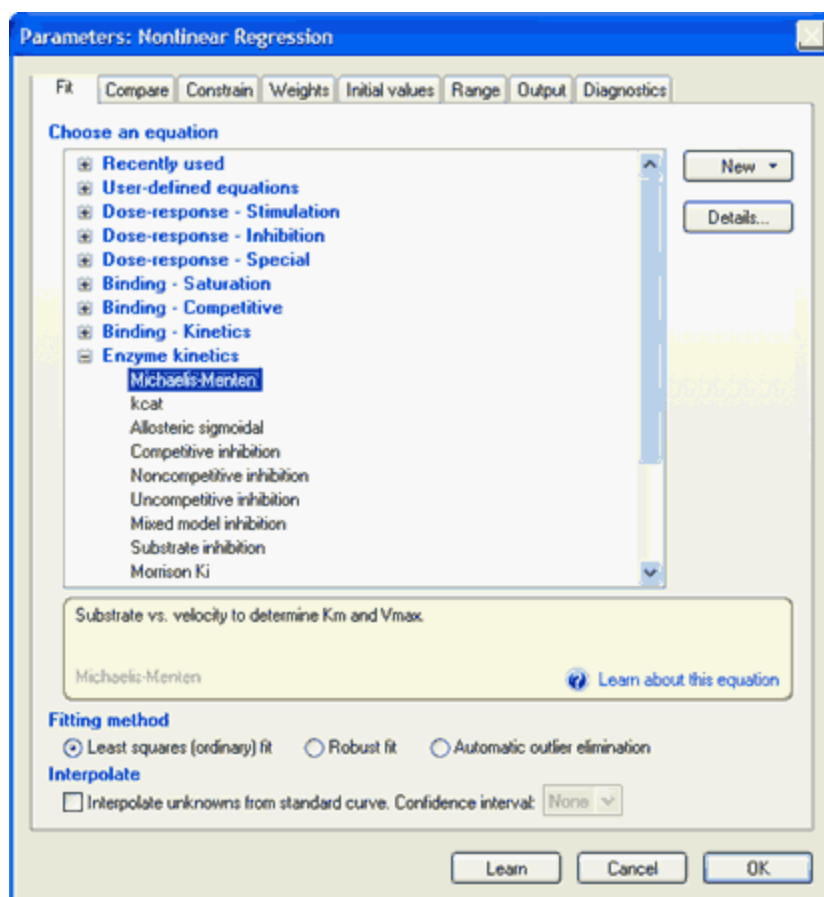 Parameters: Nonlinear Regression
Fit Compare Constrain Weights Initial values Range Output Diagnostics
Choose an equation
Recently used
New
User-defined equations
Dose-response - Stimulation
Details...
Dose-response - Inhibition
Dose-response - Special
Binding - Saturation
Binding - Competitive
Binding - Kinetics
Enzyme kinetics
Michaelis-Menten
kcat
Allosteric sigmoidal
Competitive inhibition
Noncompetitive inhibition
Uncompetitive inhibition
Mixed model inhibition
Substrate inhibition
Morrison Ki
Substrate vs. velocity to determine Km and Vmax.
Michaelis-Menten
Learn about this equation
Fitting method
Least squares (ordinary) fit Robust fit Automatic outlier elimination
Interpolate
Interpolate unknowns from standard curve. Confidence interval: None
Learn Cancel OK